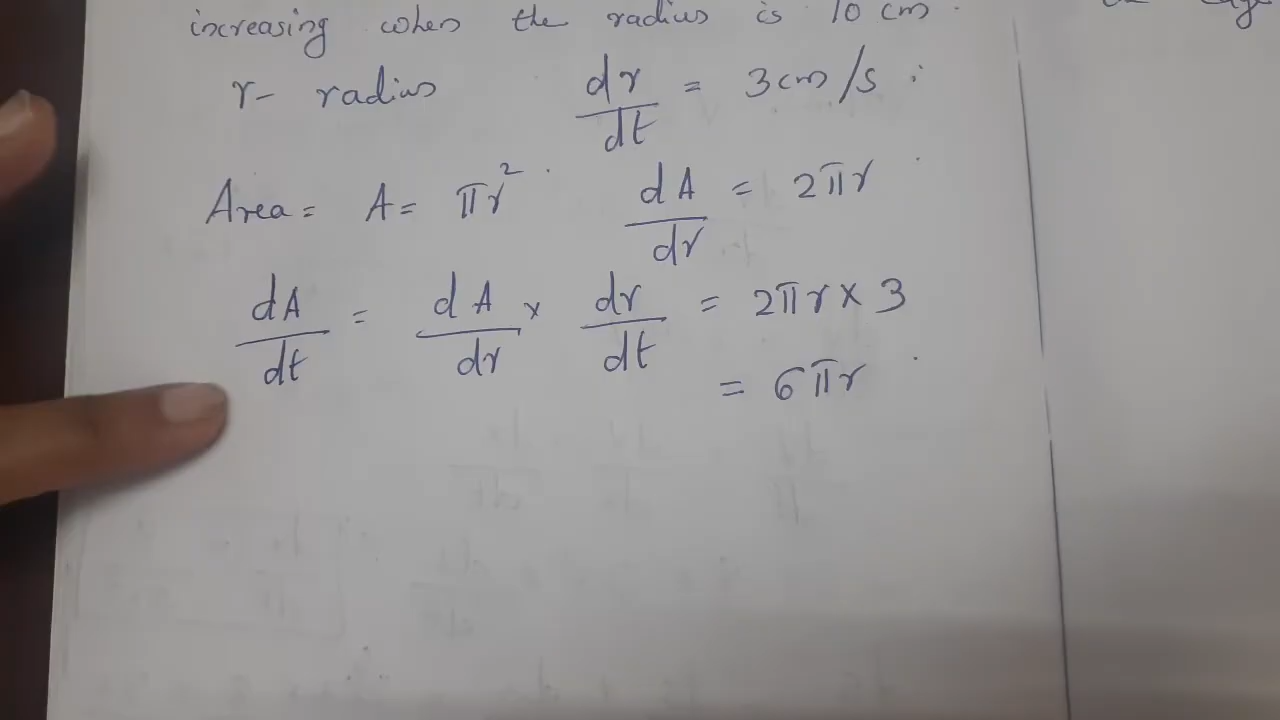 increasing when the radius is 10 cm.
r- radius dr/dt = 3cm/s.
Area = A = πr² dA/dr = 2πr
dA/dt = dA/dr × dr/dt = 2πr × 3
= 6πr